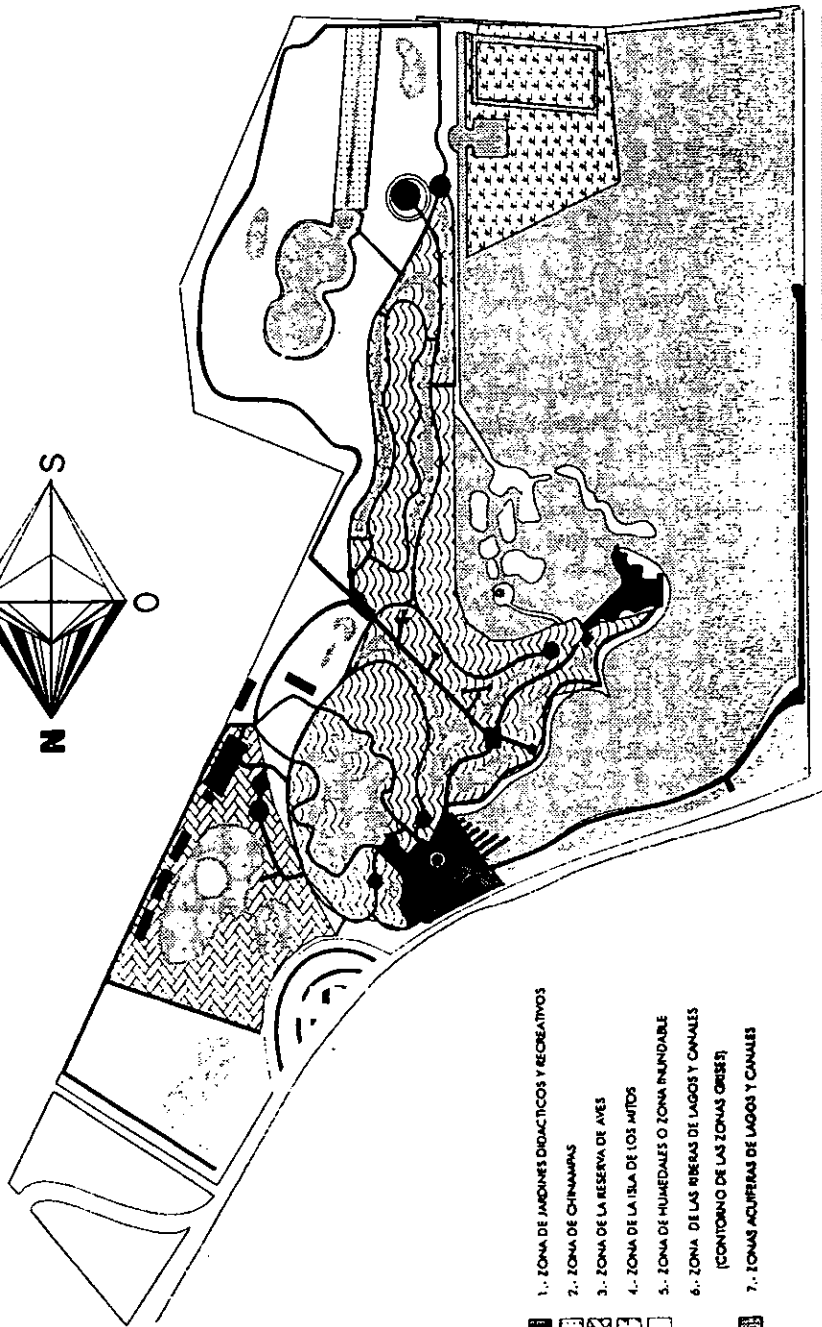 S
N
O
1.- ZONA DE JARDINES DIDACTICOS Y RECREATIVOS
2.- ZONA DE CHINAMPAS
3.- ZONA DE LA RESERVA DE AVES
4.- ZONA DE LA ISLA DE LOS MITOS
5.- ZONA DE HUMEDALES O ZONA INUNDABLE
6.- ZONA DE LAS RIBERAS DE LAGOS Y CANALES
(CONTORNO DE LAS ZONAS GRISES)
7.- ZONAS ACUIFERAS DE LAGOS Y CANALES